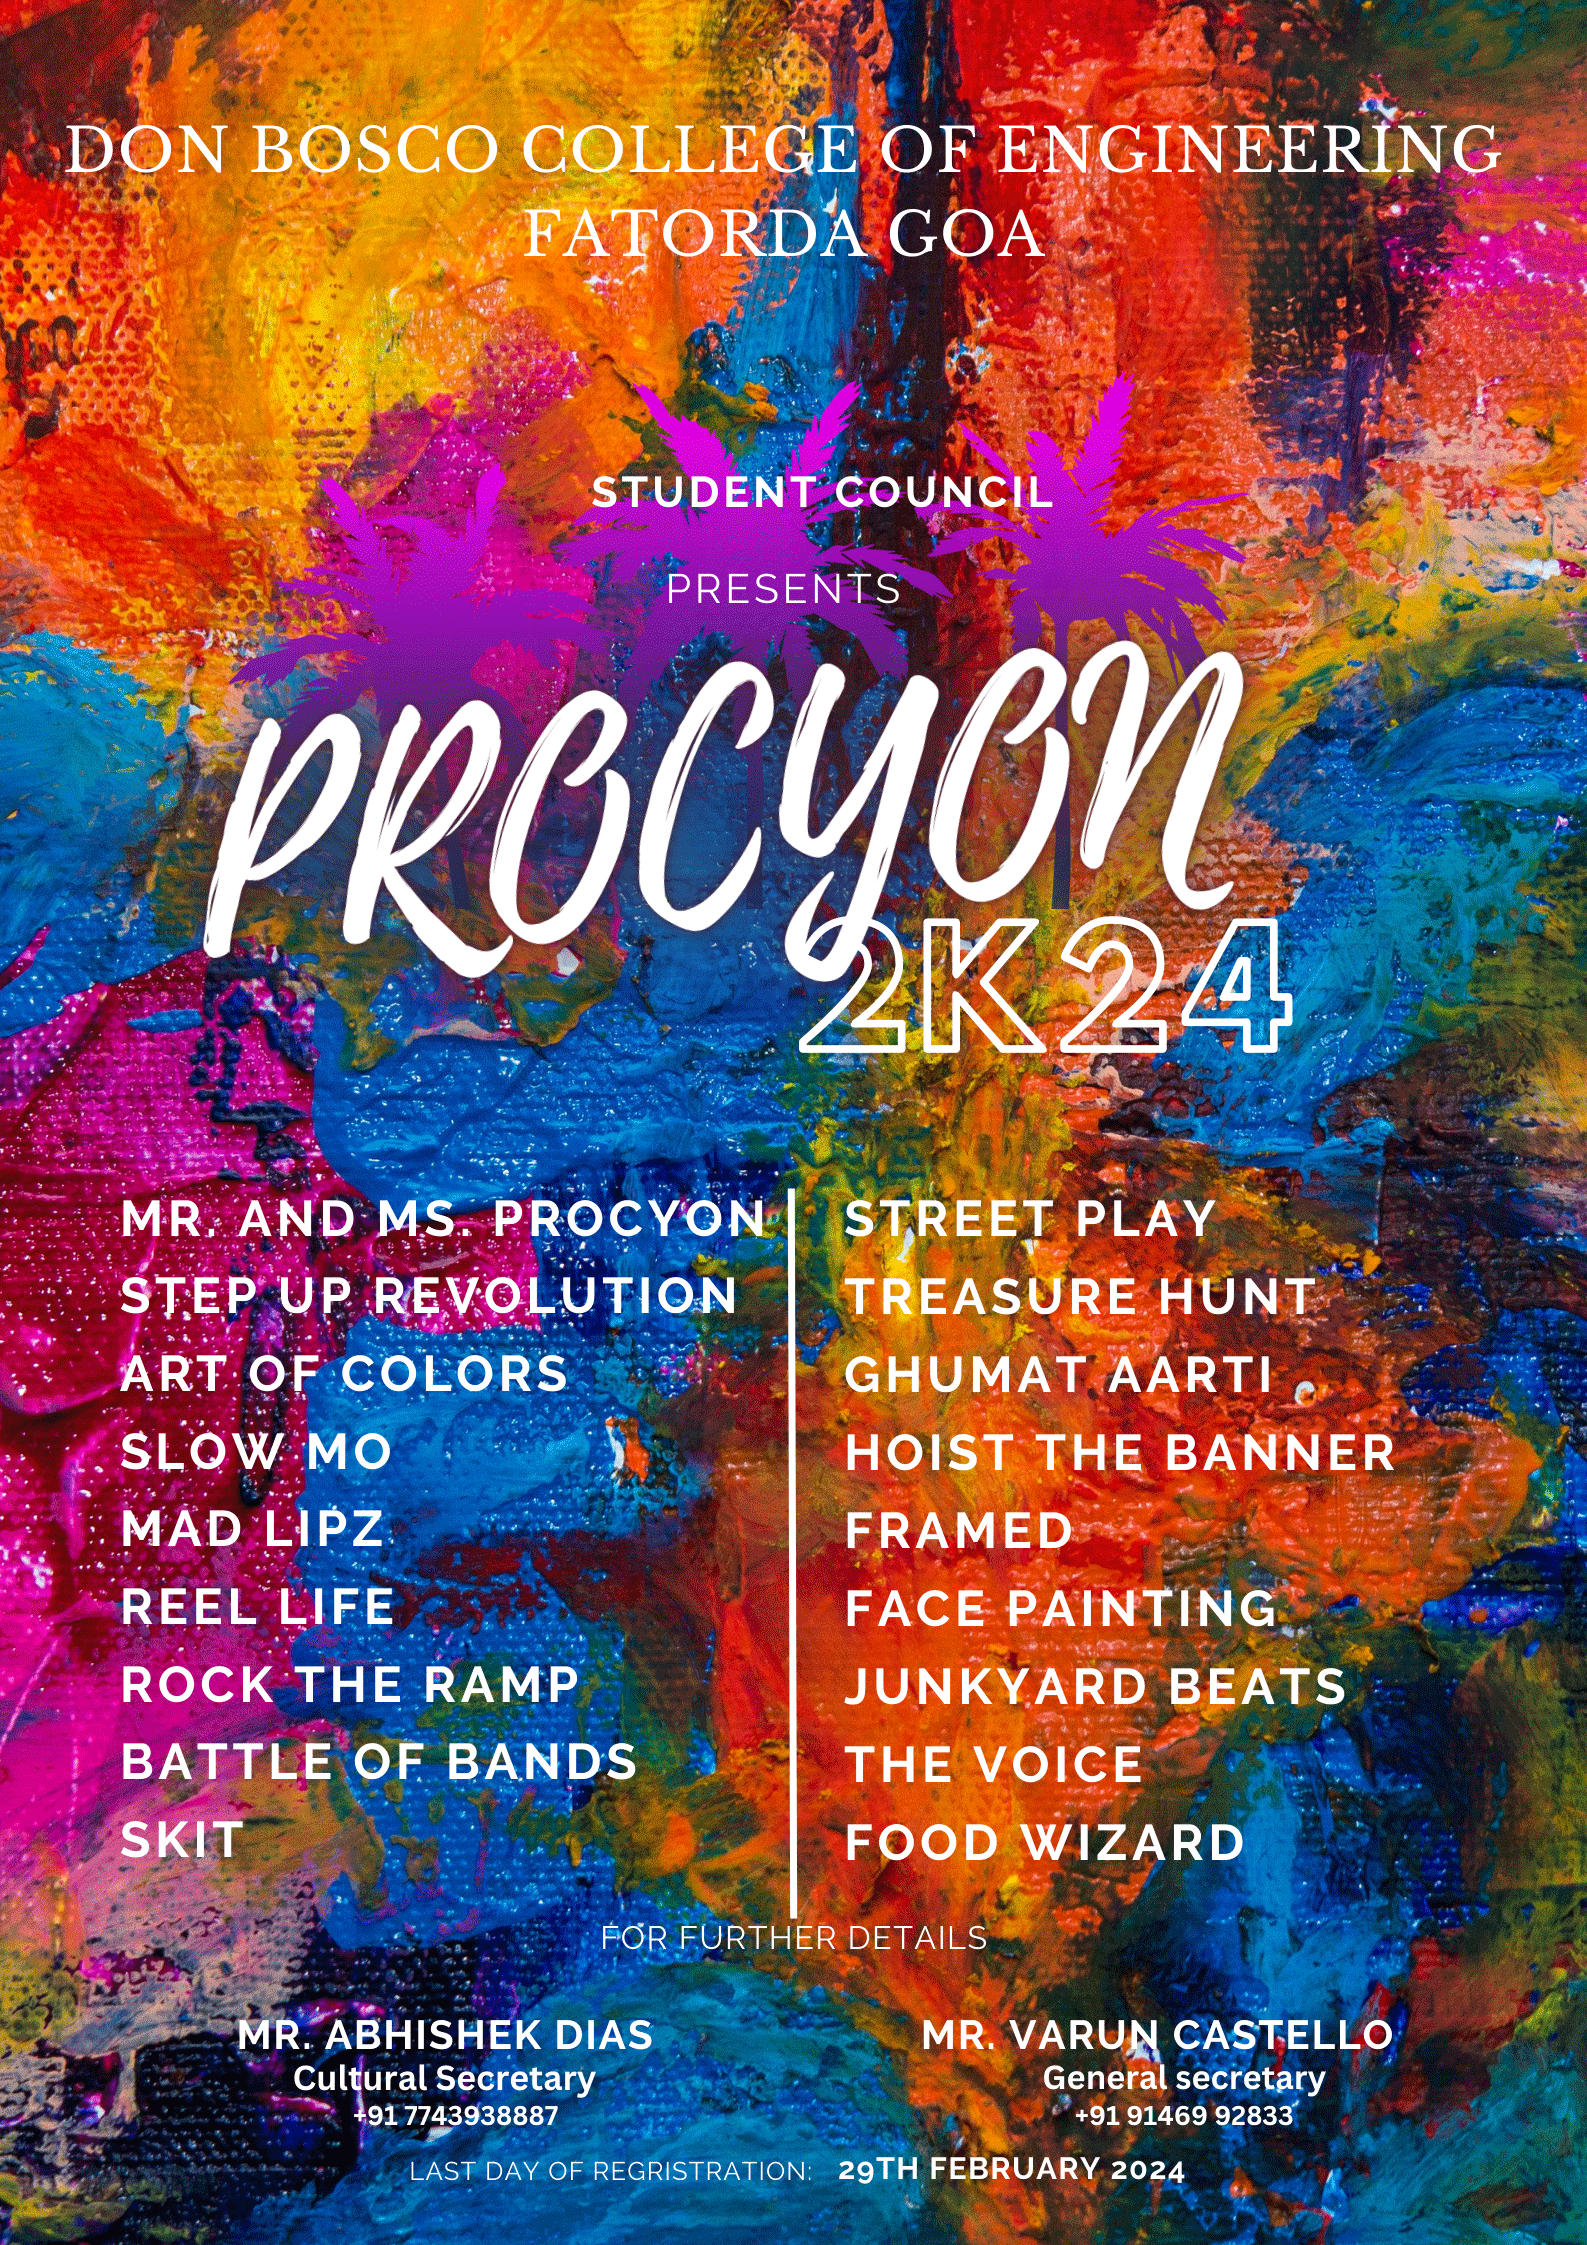 DON BOSCO COLLEGE OF ENGINEERING
FATORDA GOA
STUDENT COUNCIL
PRESENTS
PROCYON
2K24
MR. AND MS. PROCYON
STEP UP REVOLUTION
ART OF COLORS
SLOW MO
MAD LIPZ
REEL LIFE
ROCK THE RAMP
BATTLE OF BANDS
SKIT
STREET PLAY
TREASURE HUNT
GHUMAT AARTI
HOIST THE BANNER
FRAMED
FACE PAINTING
JUNKYARD BEATS
THE VOICE
FOOD WIZARD
FOR FURTHER DETAILS
MR. ABHISHEK DIAS
Cultural Secretary
+91 7743938887
MR. VARUN CASTELLO
General secretary
+91 91469 92833
LAST DAY OF REGRISTRATION: 29TH FEBRUARY 2024